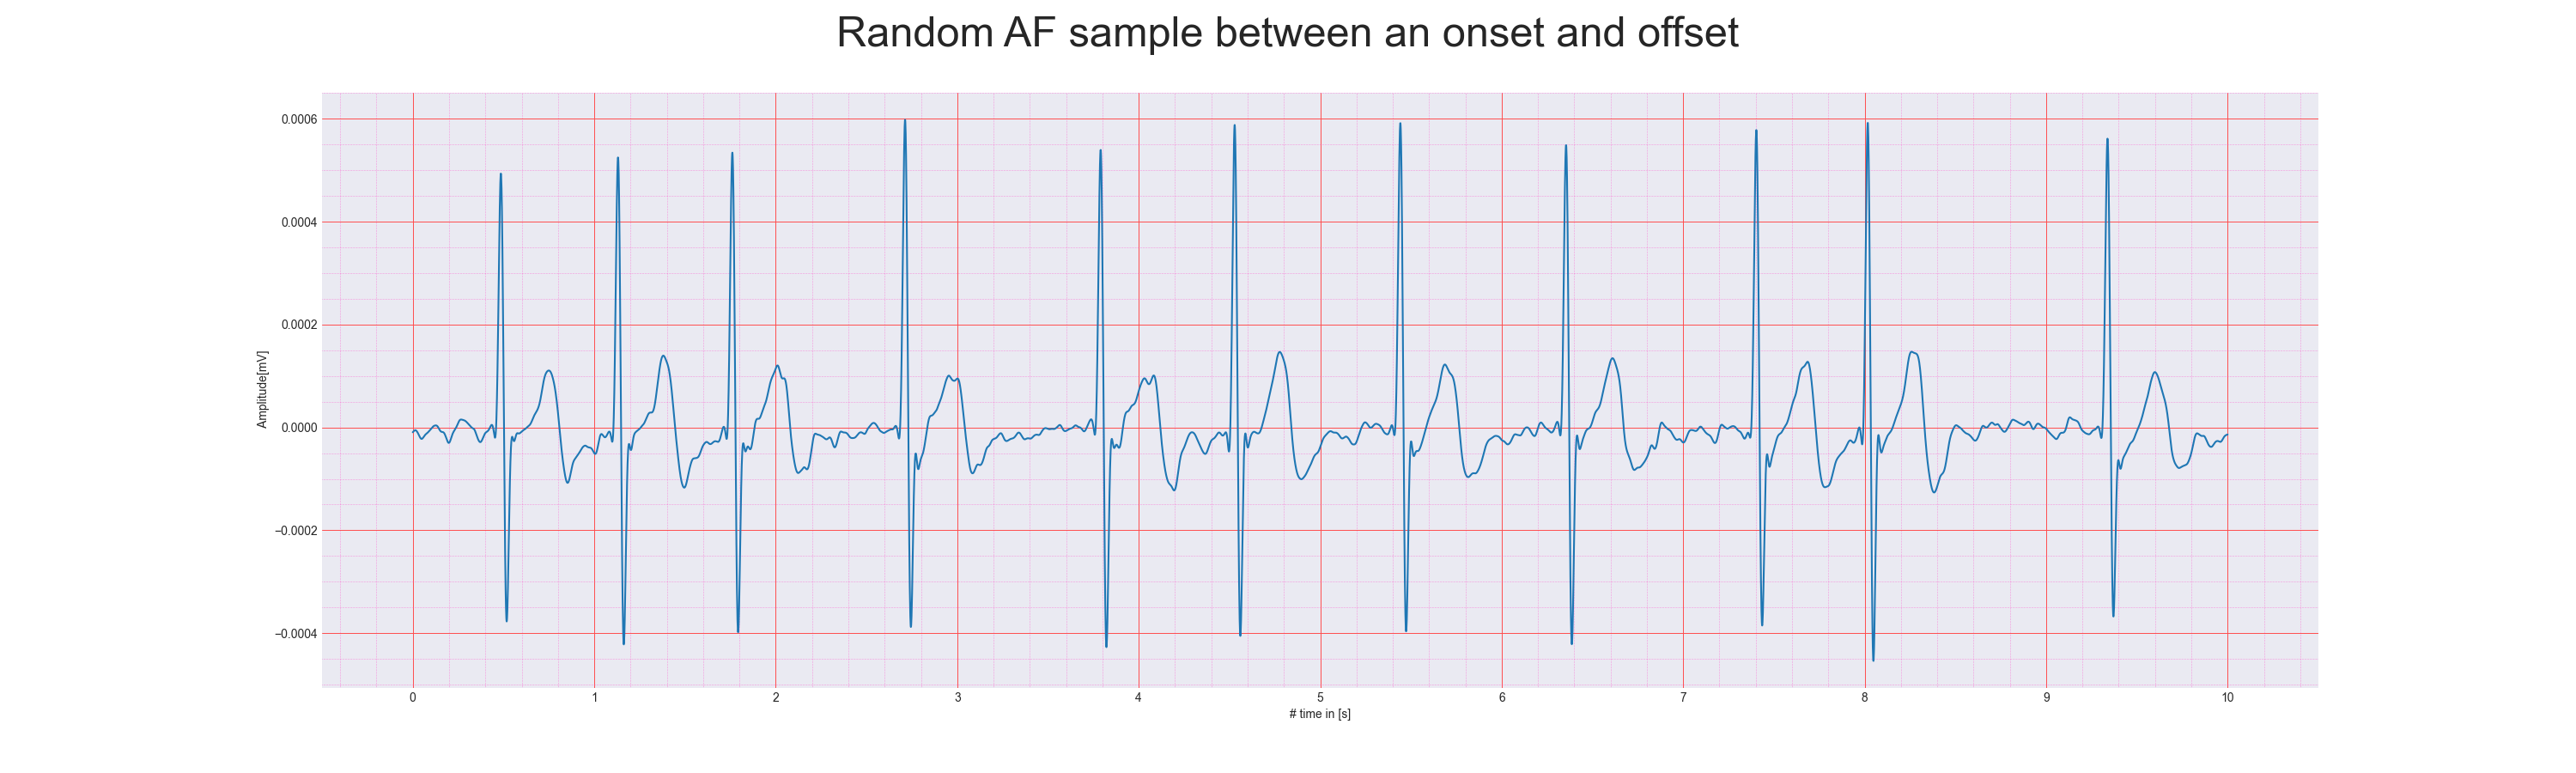 Random AF sample between an onset and offset
0.0006
0.0004
0.0002
0.0000
−0.0002
−0.0004
Amplitude[mV]
0 1 2 3 4 5 6 7 8 9 10
# time in [s]